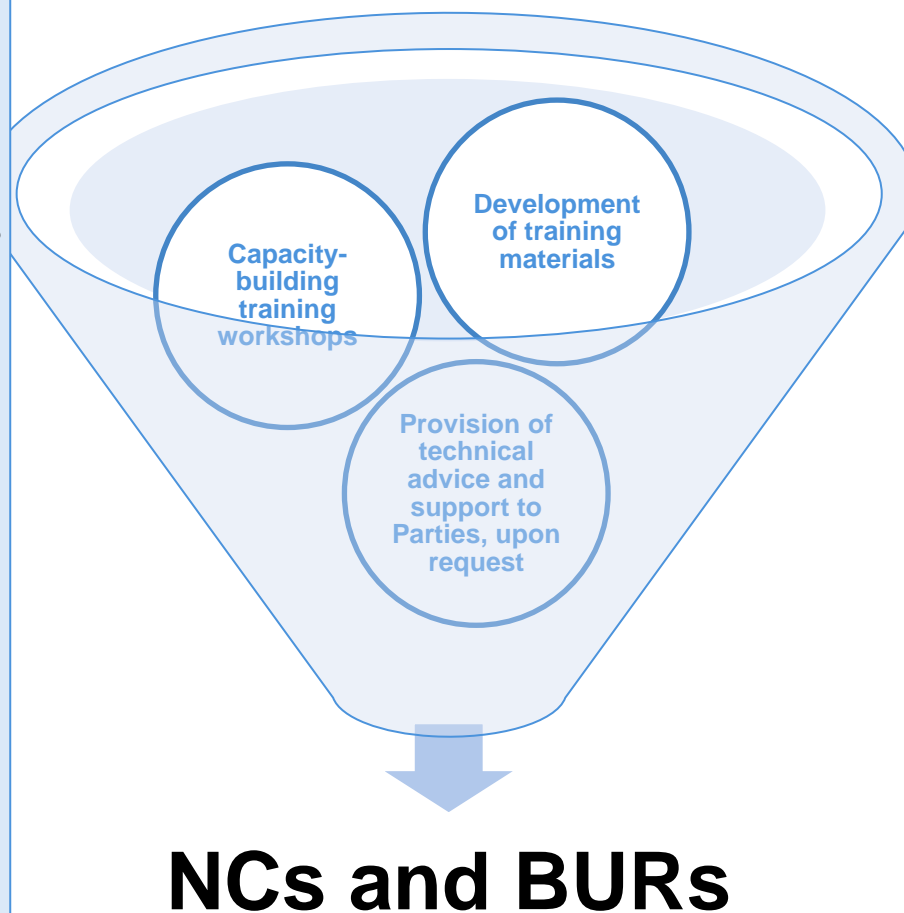 Development
of training
materials
Capacity-
building
training
workshops
Provision of
technical
advice and
support to
Parties, upon
request
NCs and BURs